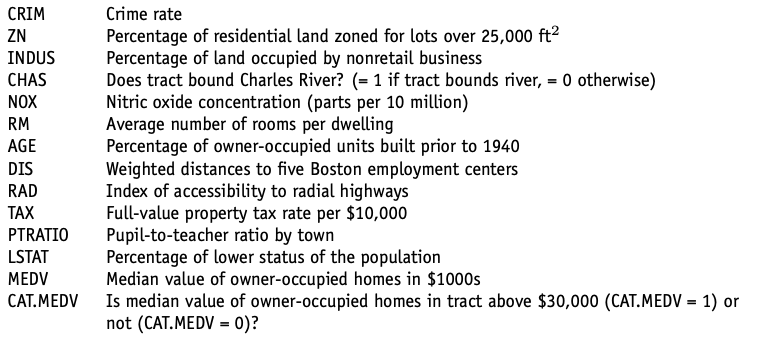 CRIM Crime rate
ZN Percentage of residential land zoned for lots over 25,000 ft²
INDUS Percentage of land occupied by nonretail business
CHAS Does tract bound Charles River? (= 1 if tract bounds river, = 0 otherwise)
NOX Nitric oxide concentration (parts per 10 million)
RM Average number of rooms per dwelling
AGE Percentage of owner-occupied units built prior to 1940
DIS Weighted distances to five Boston employment centers
RAD Index of accessibility to radial highways
TAX Full-value property tax rate per $10,000
PTRATIO Pupil-to-teacher ratio by town
LSTAT Percentage of lower status of the population
MEDV Median value of owner-occupied homes in $1000s
CAT.MEDV Is median value of owner-occupied homes in tract above $30,000 (CAT.MEDV = 1) or
not (CAT.MEDV = 0)?